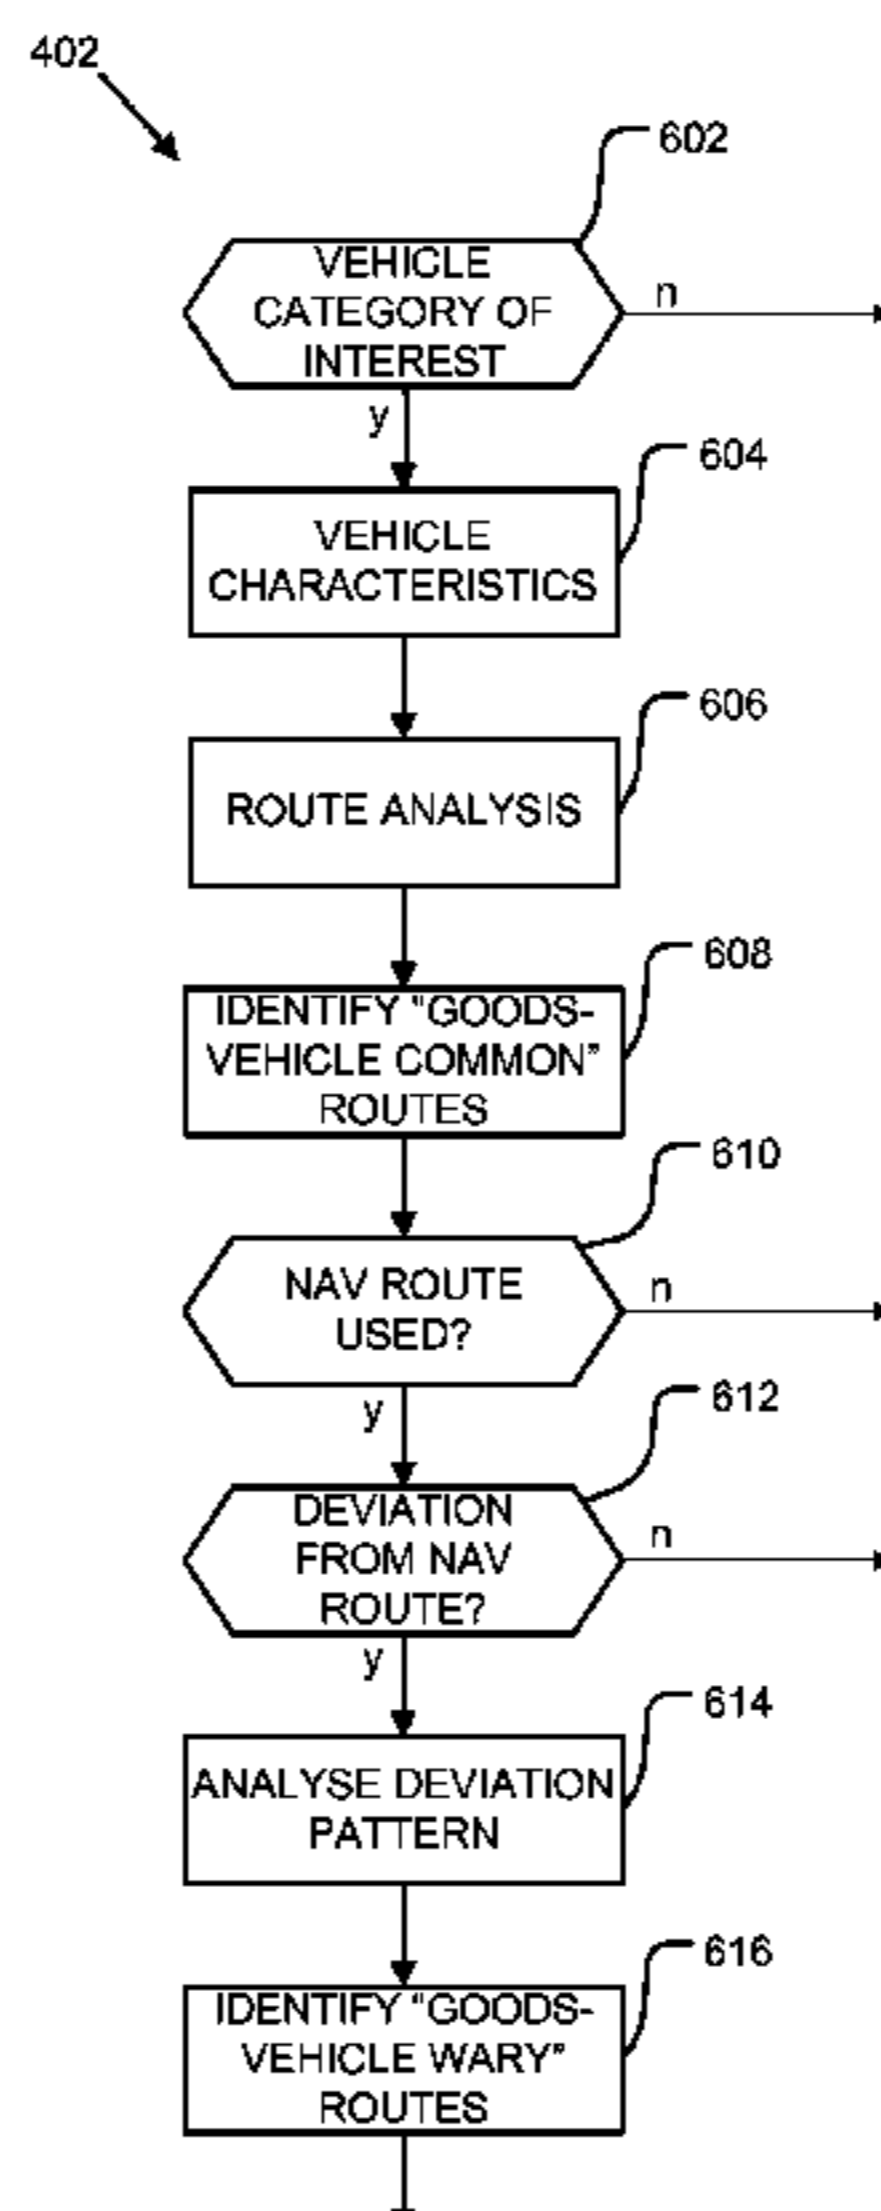 402
602
VEHICLE
CATEGORY OF
INTEREST
n
y
604
VEHICLE
CHARACTERISTICS
606
ROUTE ANALYSIS
608
IDENTIFY "GOODS-
VEHICLE COMMON"
ROUTES
610
NAV ROUTE
USED?
n
y
612
DEVIATION
FROM NAV
ROUTE?
n
y
614
ANALYSE DEVIATION
PATTERN
616
IDENTIFY "GOODS-
VEHICLE WARY"
ROUTES